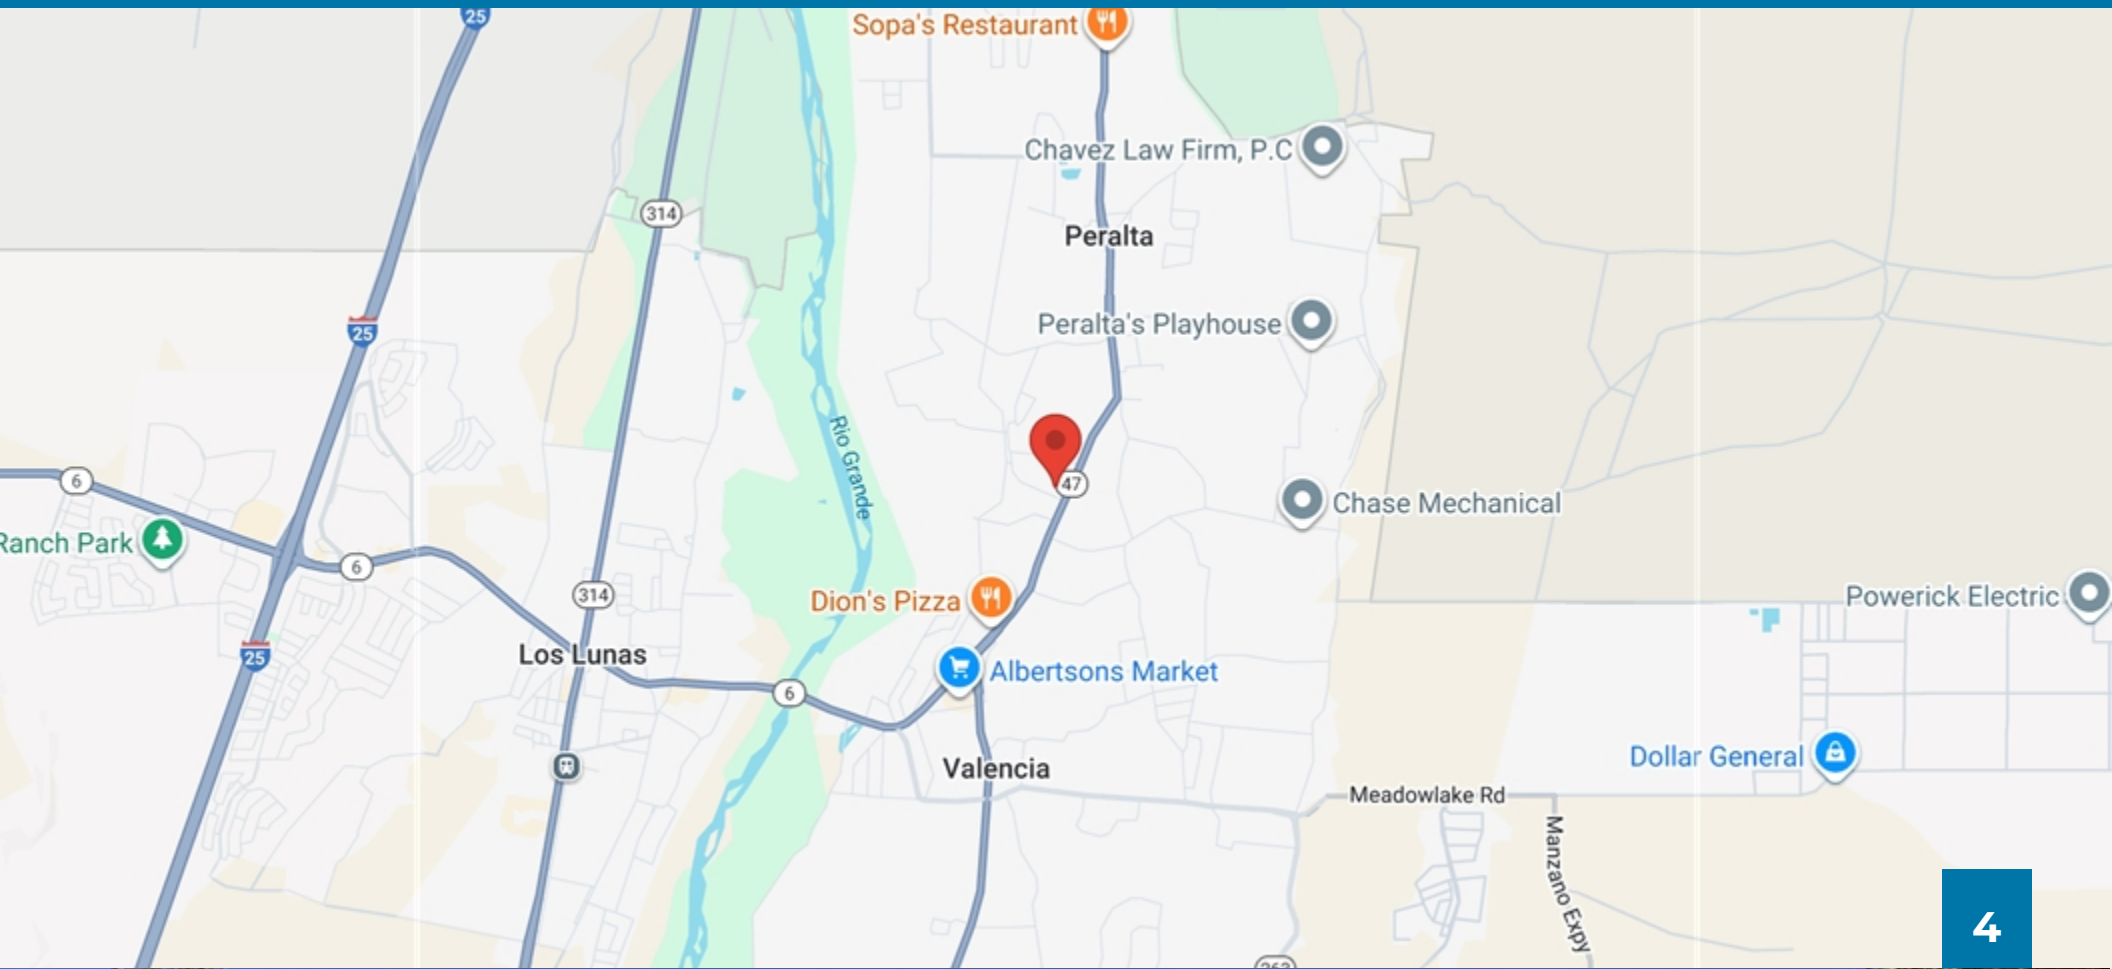 25
Sopa's Restaurant
Chavez Law Firm, P.C
314
Peralta
25
Peralta's Playhouse
Rio Grande
6
47
Chase Mechanical
Ranch Park
6
314
Dion's Pizza
Powerick Electric
25
Los Lunas
6
Albertsons Market
Valencia
Dollar General
Meadowlake Rd
Manzano Expy
4